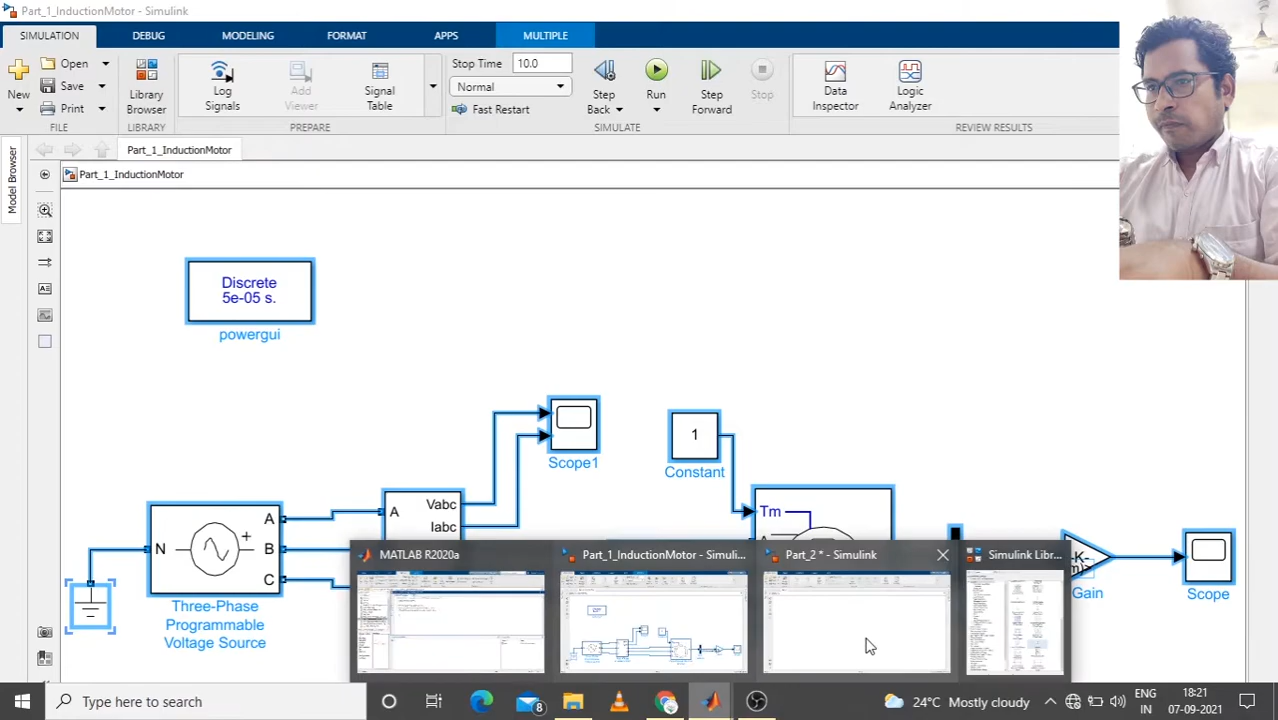 Part_1_InductionMotor - Simulink
SIMULATION DEBUG MODELING FORMAT APPS MULTIPLE
New
Open
Save
Print
FILE
Library
Browser
LIBRARY
Log
Signals
Add
Viewer
Signal
Table
PREPARE
Stop Time 10.0
Normal
Fast Restart
Step
Back
Run
Step
Forward
Stop
SIMULATE
Data
Inspector
Logic
Analyzer
REVIEW RESULTS
Model Browser
Part_1_InductionMotor
Part_1_InductionMotor
Discrete
5e-05 s.
powergui
Scope1
1
Constant
N
+
A
B
C
Three-Phase
Programmable
Voltage Source
A
Vabc
Iabc
Tm
-K-
Gain
Scope
MATLAB R2020a
Part_1_InductionMotor - Simuli...
Part_2 * - Simulink
Simulink Libr...
Type here to search
8
24°C Mostly cloudy
ENG
IN
18:21
07-09-2021